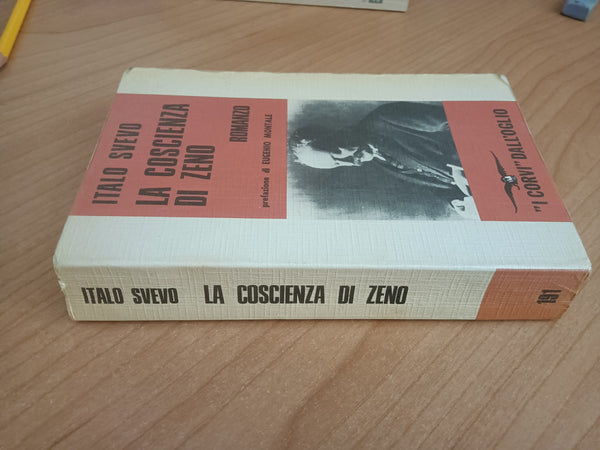 ITALO SVEVO
LA COSCIENZA
DI ZENO
ROMANZO
prefazione di EUGENIO MONTALE
"I CORVI" DALL'OGLIO
ITALO SVEVO LA COSCIENZA DI ZENO
191